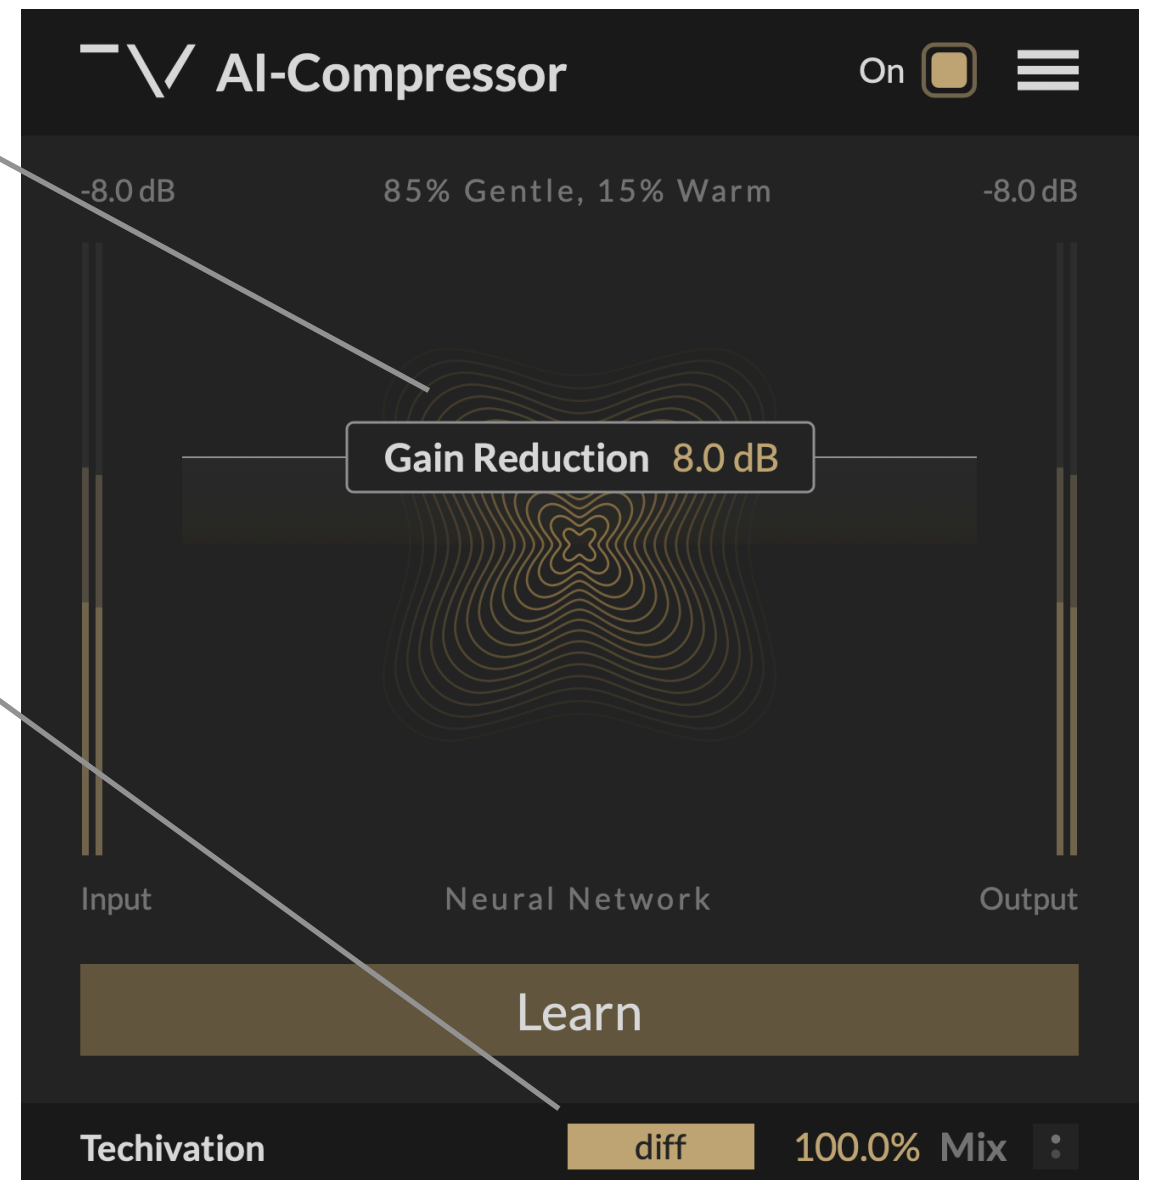 AI-Compressor
On
-8.0 dB
85% Gentle, 15% Warm
-8.0 dB
Gain Reduction 8.0 dB
Input
Neural Network
Output
Learn
Techivation
diff
100.0% Mix